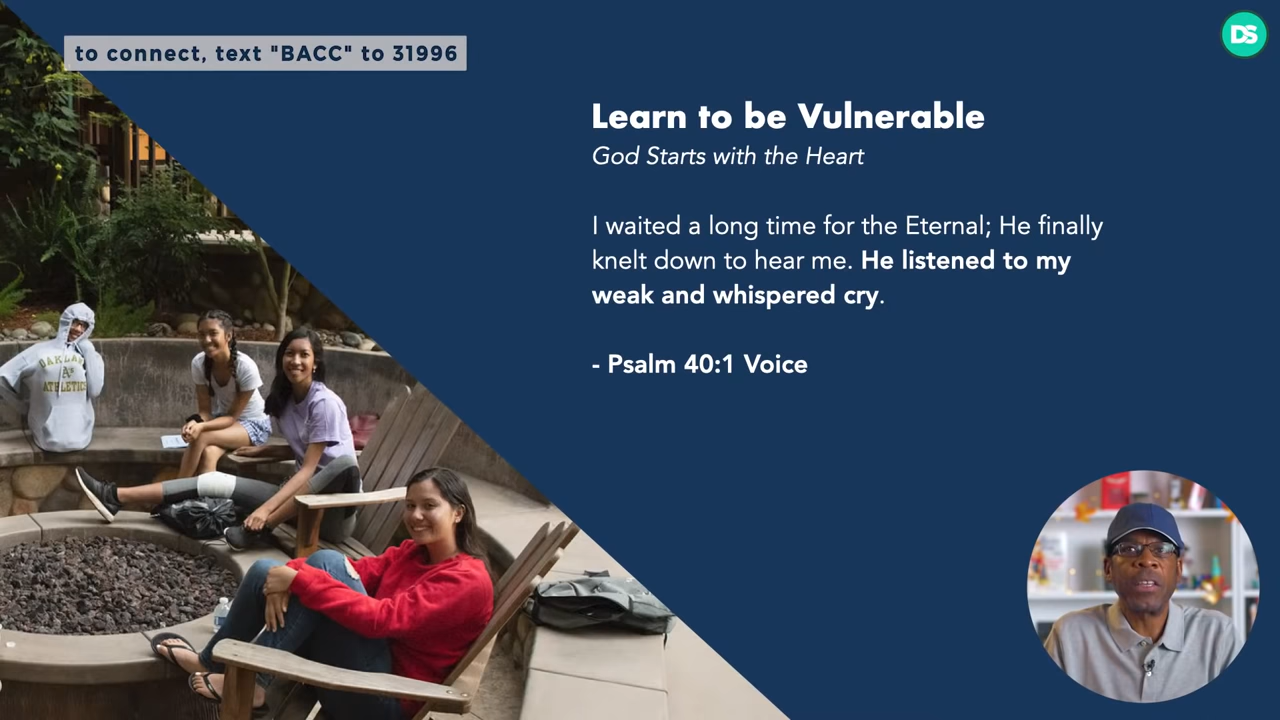 to connect, text "BACC" to 31996
DS
Learn to be Vulnerable
God Starts with the Heart
I waited a long time for the Eternal; He finally
knelt down to hear me. He listened to my
weak and whispered cry.
- Psalm 40:1 Voice
OAKLAND
A's
ATHLETICS